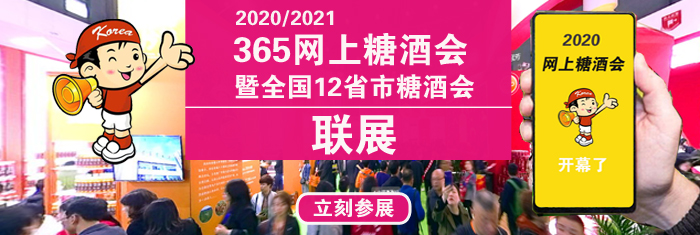 Korea
2020/2021
365网上糖酒会
暨全国12省市糖酒会
联展
立刻参展
2020
网上糖酒会
Korea
开幕了